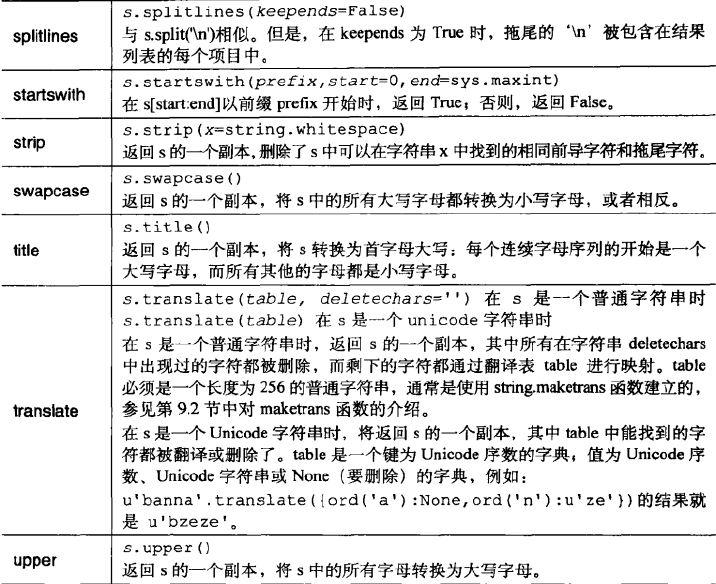 splitlines
s.splitlines(keepends=False)
与 s.split('\n')相似。但是，在 keepends 为 True 时，拖尾的‘\n’被包含在结果
列表的每个项目中。
startswith
s.startswith(prefix,start=0,end=sys.maxint)
在 s[start:end]以前缀 prefix 开始时，返回 True；否则，返回 False。
strip
s.strip(x=string.whitespace)
返回 s 的一个副本,删除了 s 中可以在字符串 x 中找到的相同前导字符和拖尾字符。
swapcase
s.swapcase()
返回 s 的一个副本，将 s 中的所有大写字母都转换为小写字母，或者相反。
title
s.title()
返回 s 的一个副本，将 s 转换为首字母大写：每个连续字母序列的开始是一个
大写字母，而所有其他的字母都是小写字母。
translate
s.translate(table, deletechars='') 在 s 是一个普通字符串时
s.translate(table) 在 s 是一个 unicode 字符串时
在 s 是一个普通字符串时，返回 s 的一个副本，其中所有在字符串 deletechars
中出现过的字符都被删除，而剩下的字符都通过翻译表 table 进行映射。table
必须是一个长度为 256 的普通字符串，通常是使用 string.maketrans 函数建立的，
参见第 9.2 节中对 maketrans 函数的介绍。
在 s 是一个 Unicode 字符串时，将返回 s 的一个副本，其中 table 中能找到的字
符都被翻译或删除了。table 是一个键为 Unicode 序数的字典，值为 Unicode 序
数、Unicode 字符串或 None（要删除）的字典，例如：
u'banna'.translate({ord('a'):None,ord('n'):u'ze'})的结果就
是 u'bzeze'。
upper
s.upper()
返回 s 的一个副本，将 s 中的所有字母转换为大写字母。